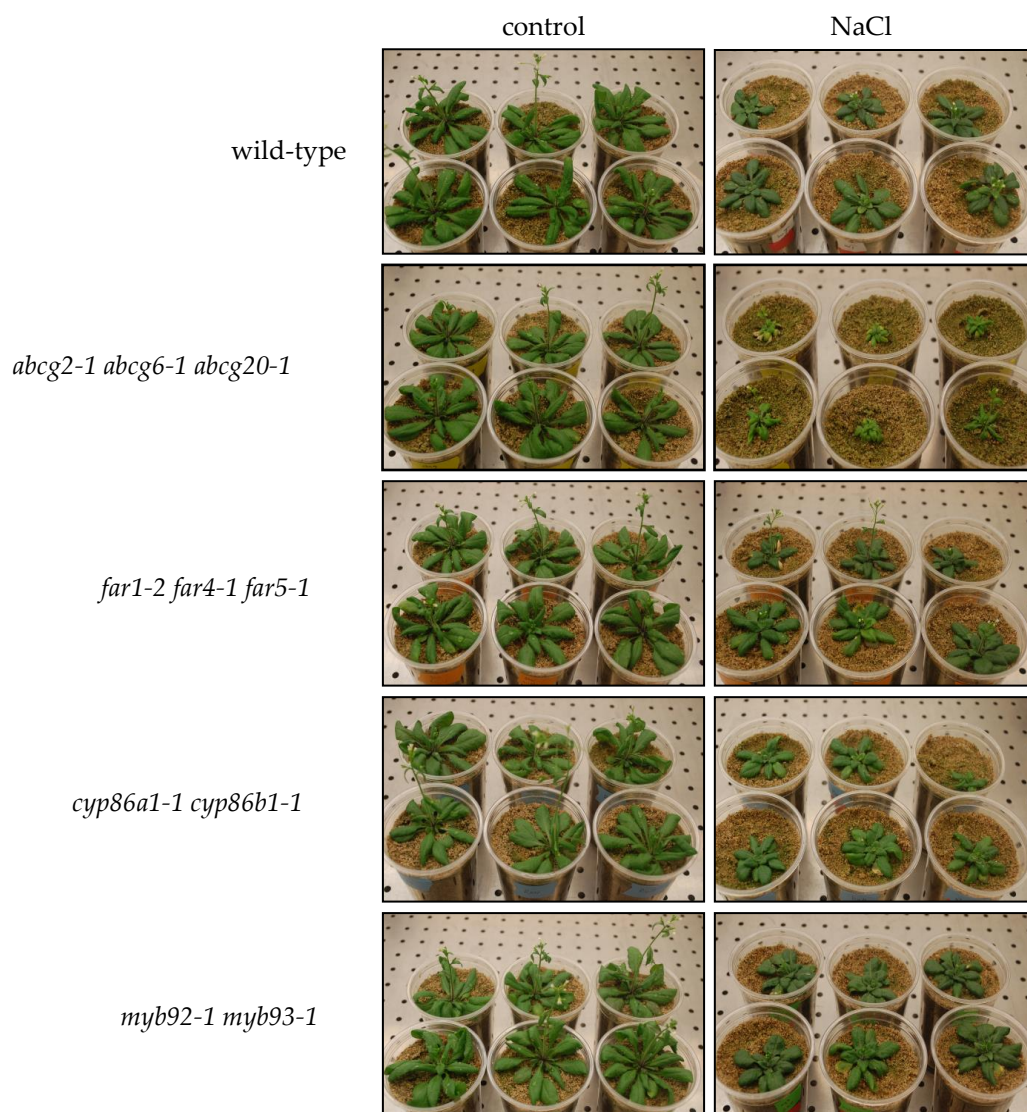 control NaCl
wild-type
abcg2-1 abcg6-1 abcg20-1
far1-2 far4-1 far5-1
cyp86a1-1 cyp86b1-1
myb92-1 myb93-1